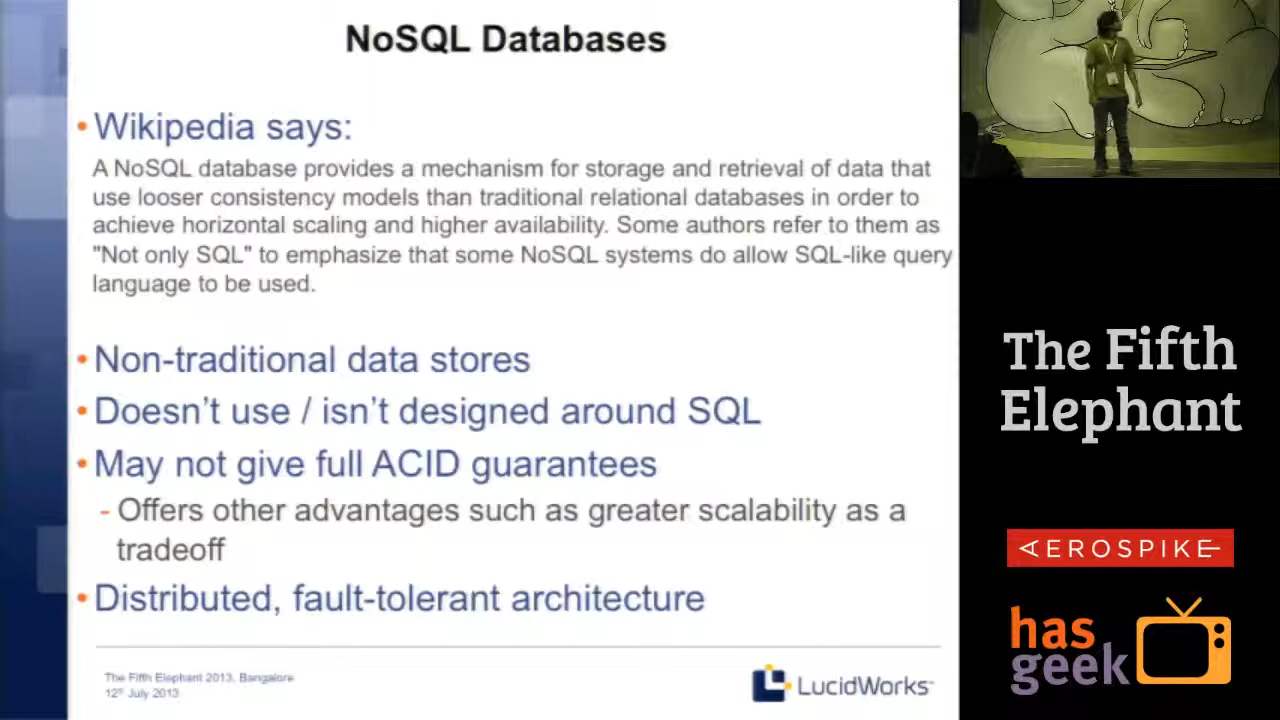 NoSQL Databases
• Wikipedia says:
A NoSQL database provides a mechanism for storage and retrieval of data that
use looser consistency models than traditional relational databases in order to
achieve horizontal scaling and higher availability. Some authors refer to them as
"Not only SQL" to emphasize that some NoSQL systems do allow SQL-like query
language to be used.
• Non-traditional data stores
• Doesn't use / isn't designed around SQL
• May not give full ACID guarantees
- Offers other advantages such as greater scalability as a
tradeoff
• Distributed, fault-tolerant architecture
The Fifth Elephant 2013, Bangalore
12th July 2013
LucidWorks
The Fifth
Elephant
AEROSPIKE
has
geek